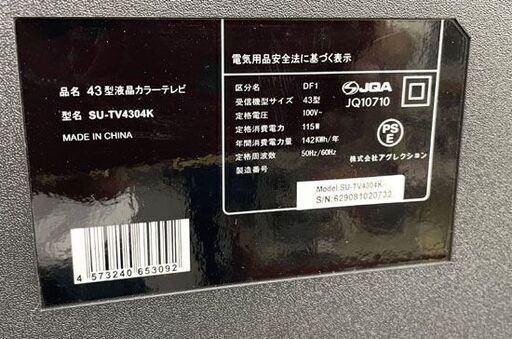 品名 43型液晶カラーテレビ
型名 SU-TV4304K
MADE IN CHINA
4 573240 653092
電気用品安全法に基づく表示
区分名 DF1
受信機型サイズ 43型
定格電圧 100V~
定格消費電力 115W
年間消費電力量 142KWh/年
定格周波数 50Hz/60Hz
製造番号
JQA
JQ10710
PS
E
株式会社アグレクション
Model:SU-TV4304K
S/N:629081020732